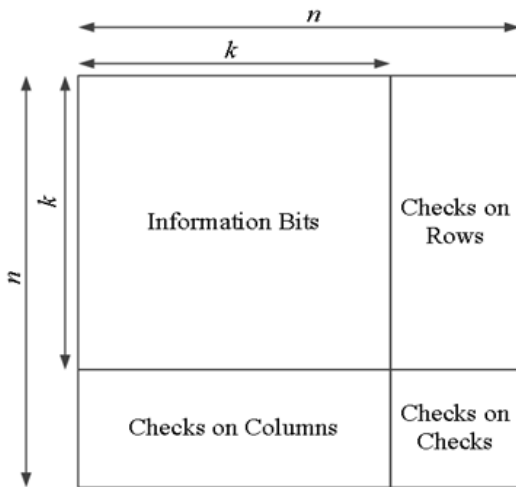 n
k
k
n
Information Bits
Checks on
Rows
Checks on Columns
Checks on
Checks